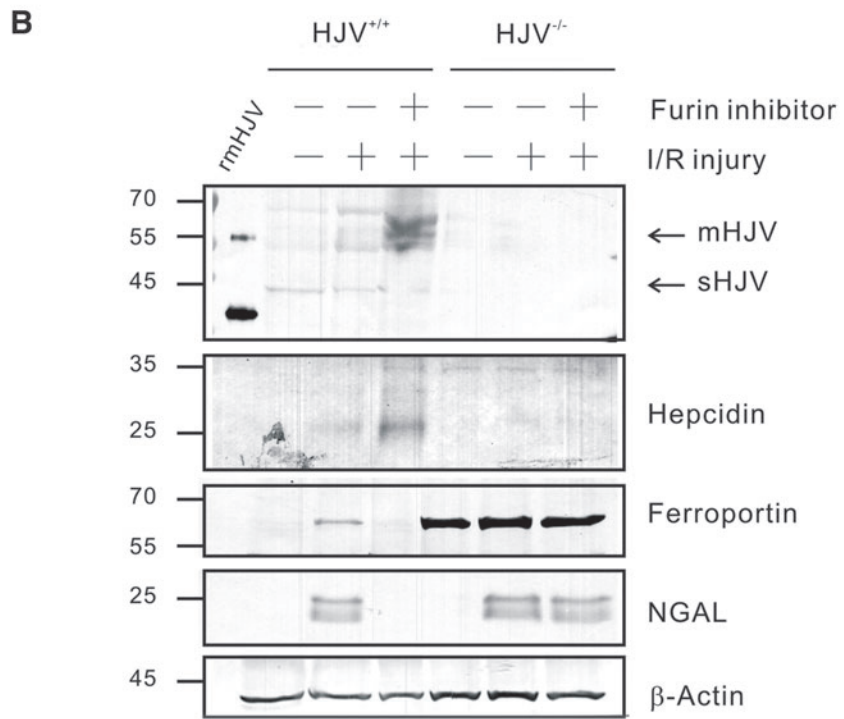 B
HJV+/+ HJV-/-
— — + — — + Furin inhibitor
— + + — + + I/R injury
rmHJV
70
55 ← mHJV
45 ← sHJV
35
25 Hepcidin
70
55 Ferroportin
25 NGAL
45 β-Actin